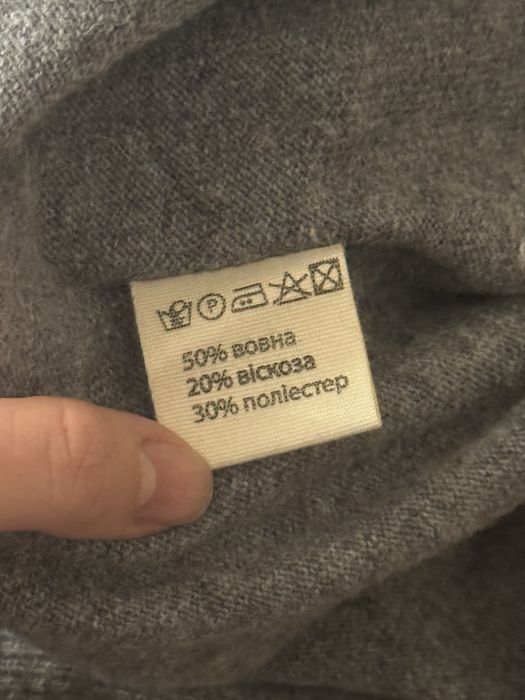 P
50% вовна
20% віскоза
30% поліестер